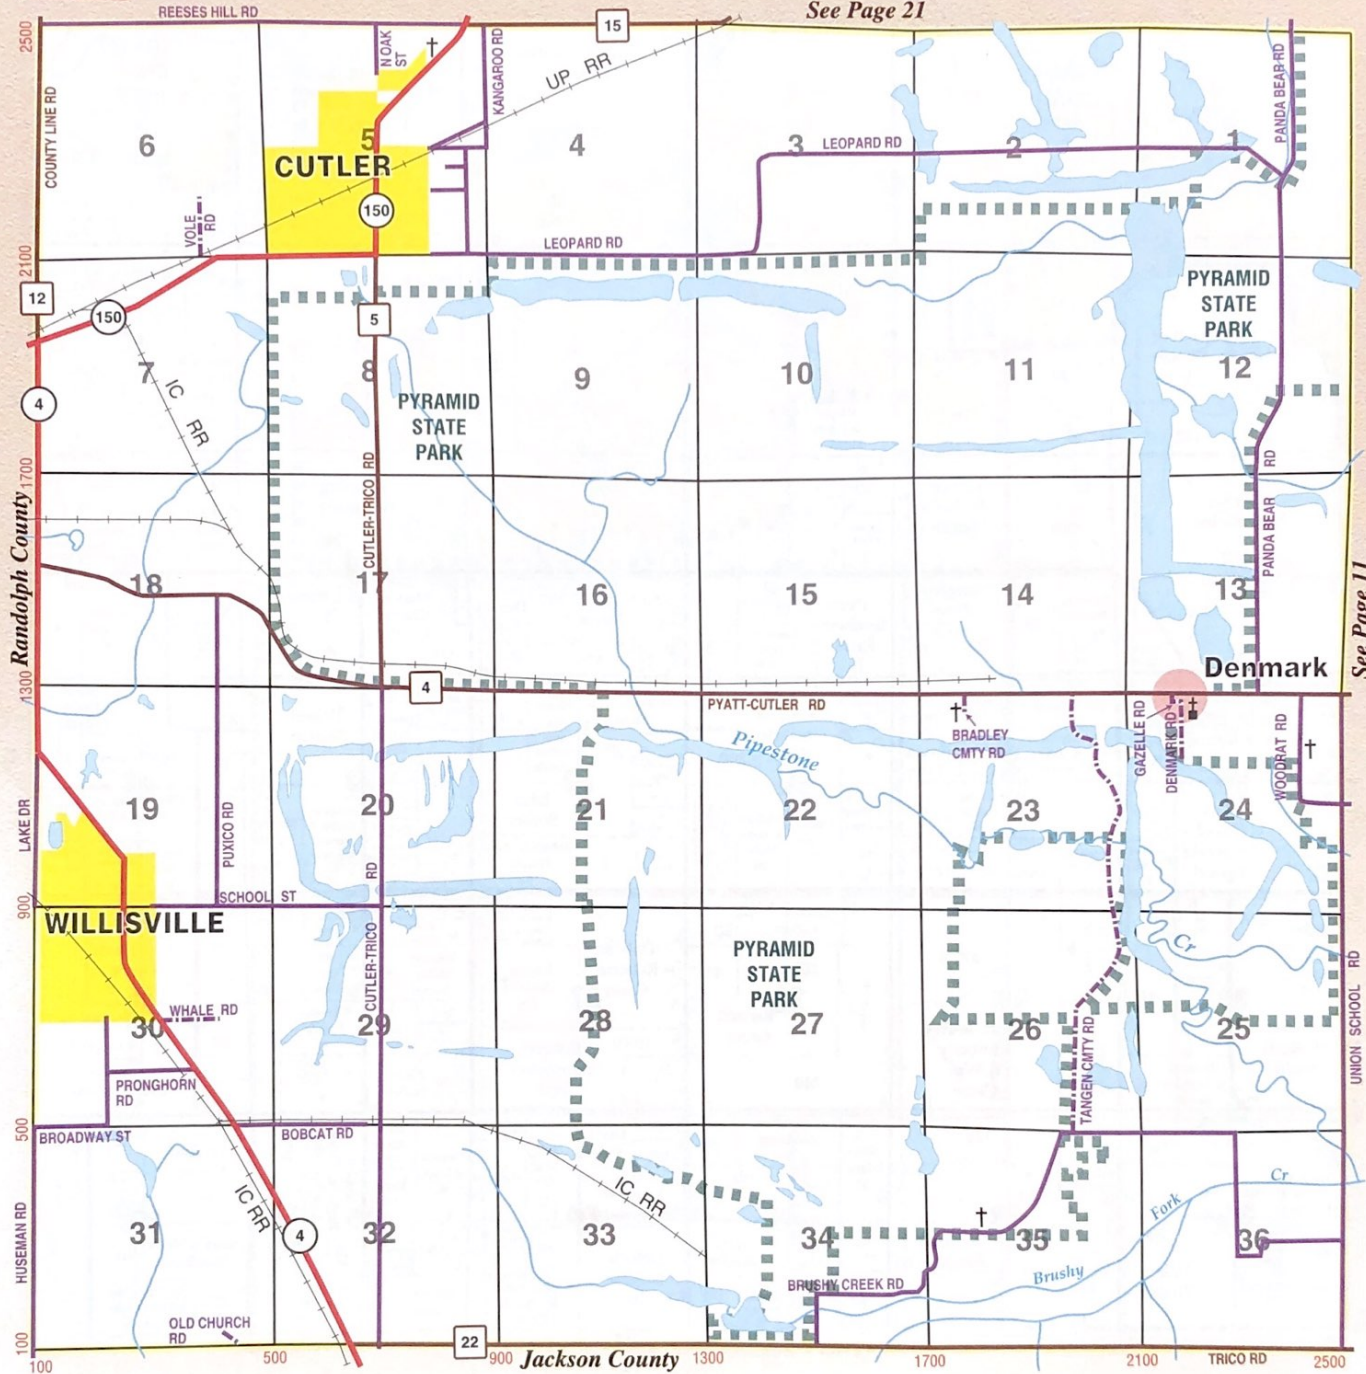 See Page 21
REESES HILL RD
15
2500
N OAK
ST
KANGAROO RD
UP RR
PANDA BEAR RD
COUNTY LINE RD
6
5
4
3
LEOPARD RD
2
1
CUTLER
150
VOLE
RD
LEOPARD RD
2100
12
150
5
PYRAMID
STATE
PARK
7
8
9
10
11
12
IC RR
4
PYRAMID
STATE
PARK
CUTLER-TRICO RD
1700
RD
PANDA BEAR
Randolph County
18
17
16
15
14
13
See Page 11
Denmark
1300
4
PYATT-CUTLER RD
BRADLEY
CMTY RD
GAZELLE RD
DENMARK RD
WOODRAT RD
Pipestone
LAKE DR
19
PUXICO RD
20
21
22
23
24
RD
SCHOOL ST
900
WILLISVILLE
CUTLER-TRICO
PYRAMID
STATE
PARK
Cr
UNION SCHOOL RD
WHALE RD
30
29
28
27
26
25
TANGEN CMTY RD
PRONGHORN
RD
500
BROADWAY ST
BOBCAT RD
IC RR
IC RR
Cr
Fork
HUSEMAN RD
31
4
32
33
34
35
36
Brushy
BRUSHY CREEK RD
OLD CHURCH
RD
100
22
Jackson County
TRICO RD
100
500
900
1300
1700
2100
2500